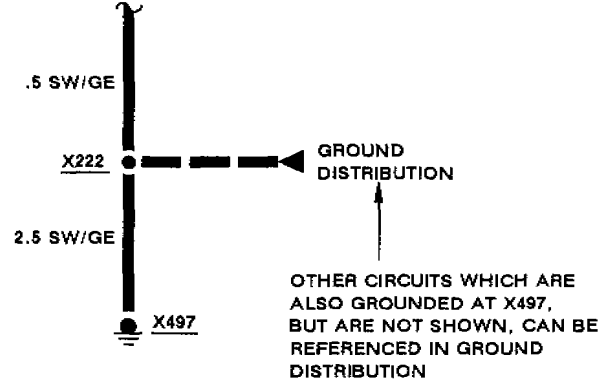 .5 SW/GE
X222
GROUND
DISTRIBUTION
2.5 SW/GE
X497
OTHER CIRCUITS WHICH ARE
ALSO GROUNDED AT X497,
BUT ARE NOT SHOWN, CAN BE
REFERENCED IN GROUND
DISTRIBUTION